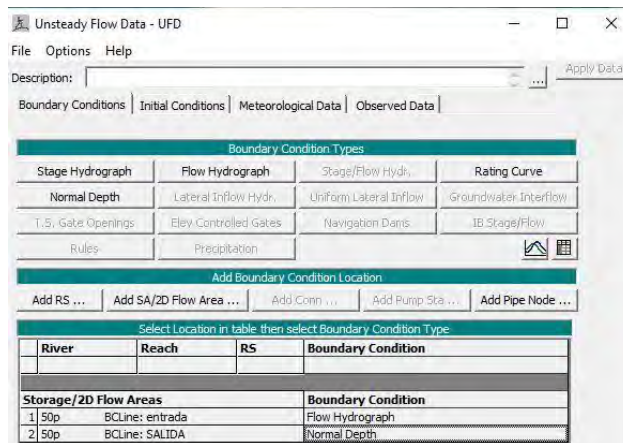 Unsteady Flow Data - UFD
File Options Help
Description: ... Apply Data
Boundary Conditions Initial Conditions Meteorological Data Observed Data
Boundary Condition Types
Stage Hydrograph Flow Hydrograph Stage/Flow Hydr. Rating Curve
Normal Depth Lateral Inflow Hydr. Uniform Lateral Inflow Groundwater Interflow
T.S. Gate Openings Elev Controlled Gates Navigation Dams IB Stage/Flow
Rules Precipitation
Add Boundary Condition Location
Add RS ... Add SA/2D Flow Area ... Add Conn ... Add Pump Sta ... Add Pipe Node ...
Select Location in table then select Boundary Condition Type
River Reach RS Boundary Condition
Storage/2D Flow Areas Boundary Condition
1 50p BCLine: entrada Flow Hydrograph
2 50p BCLine: SALIDA Normal Depth